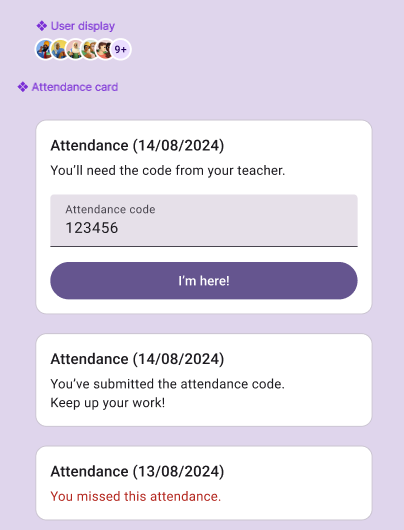 User display
9+
Attendance card
Attendance (14/08/2024)
You’ll need the code from your teacher.
Attendance code
123456
I’m here!
Attendance (14/08/2024)
You’ve submitted the attendance code.
Keep up your work!
Attendance (13/08/2024)
You missed this attendance.